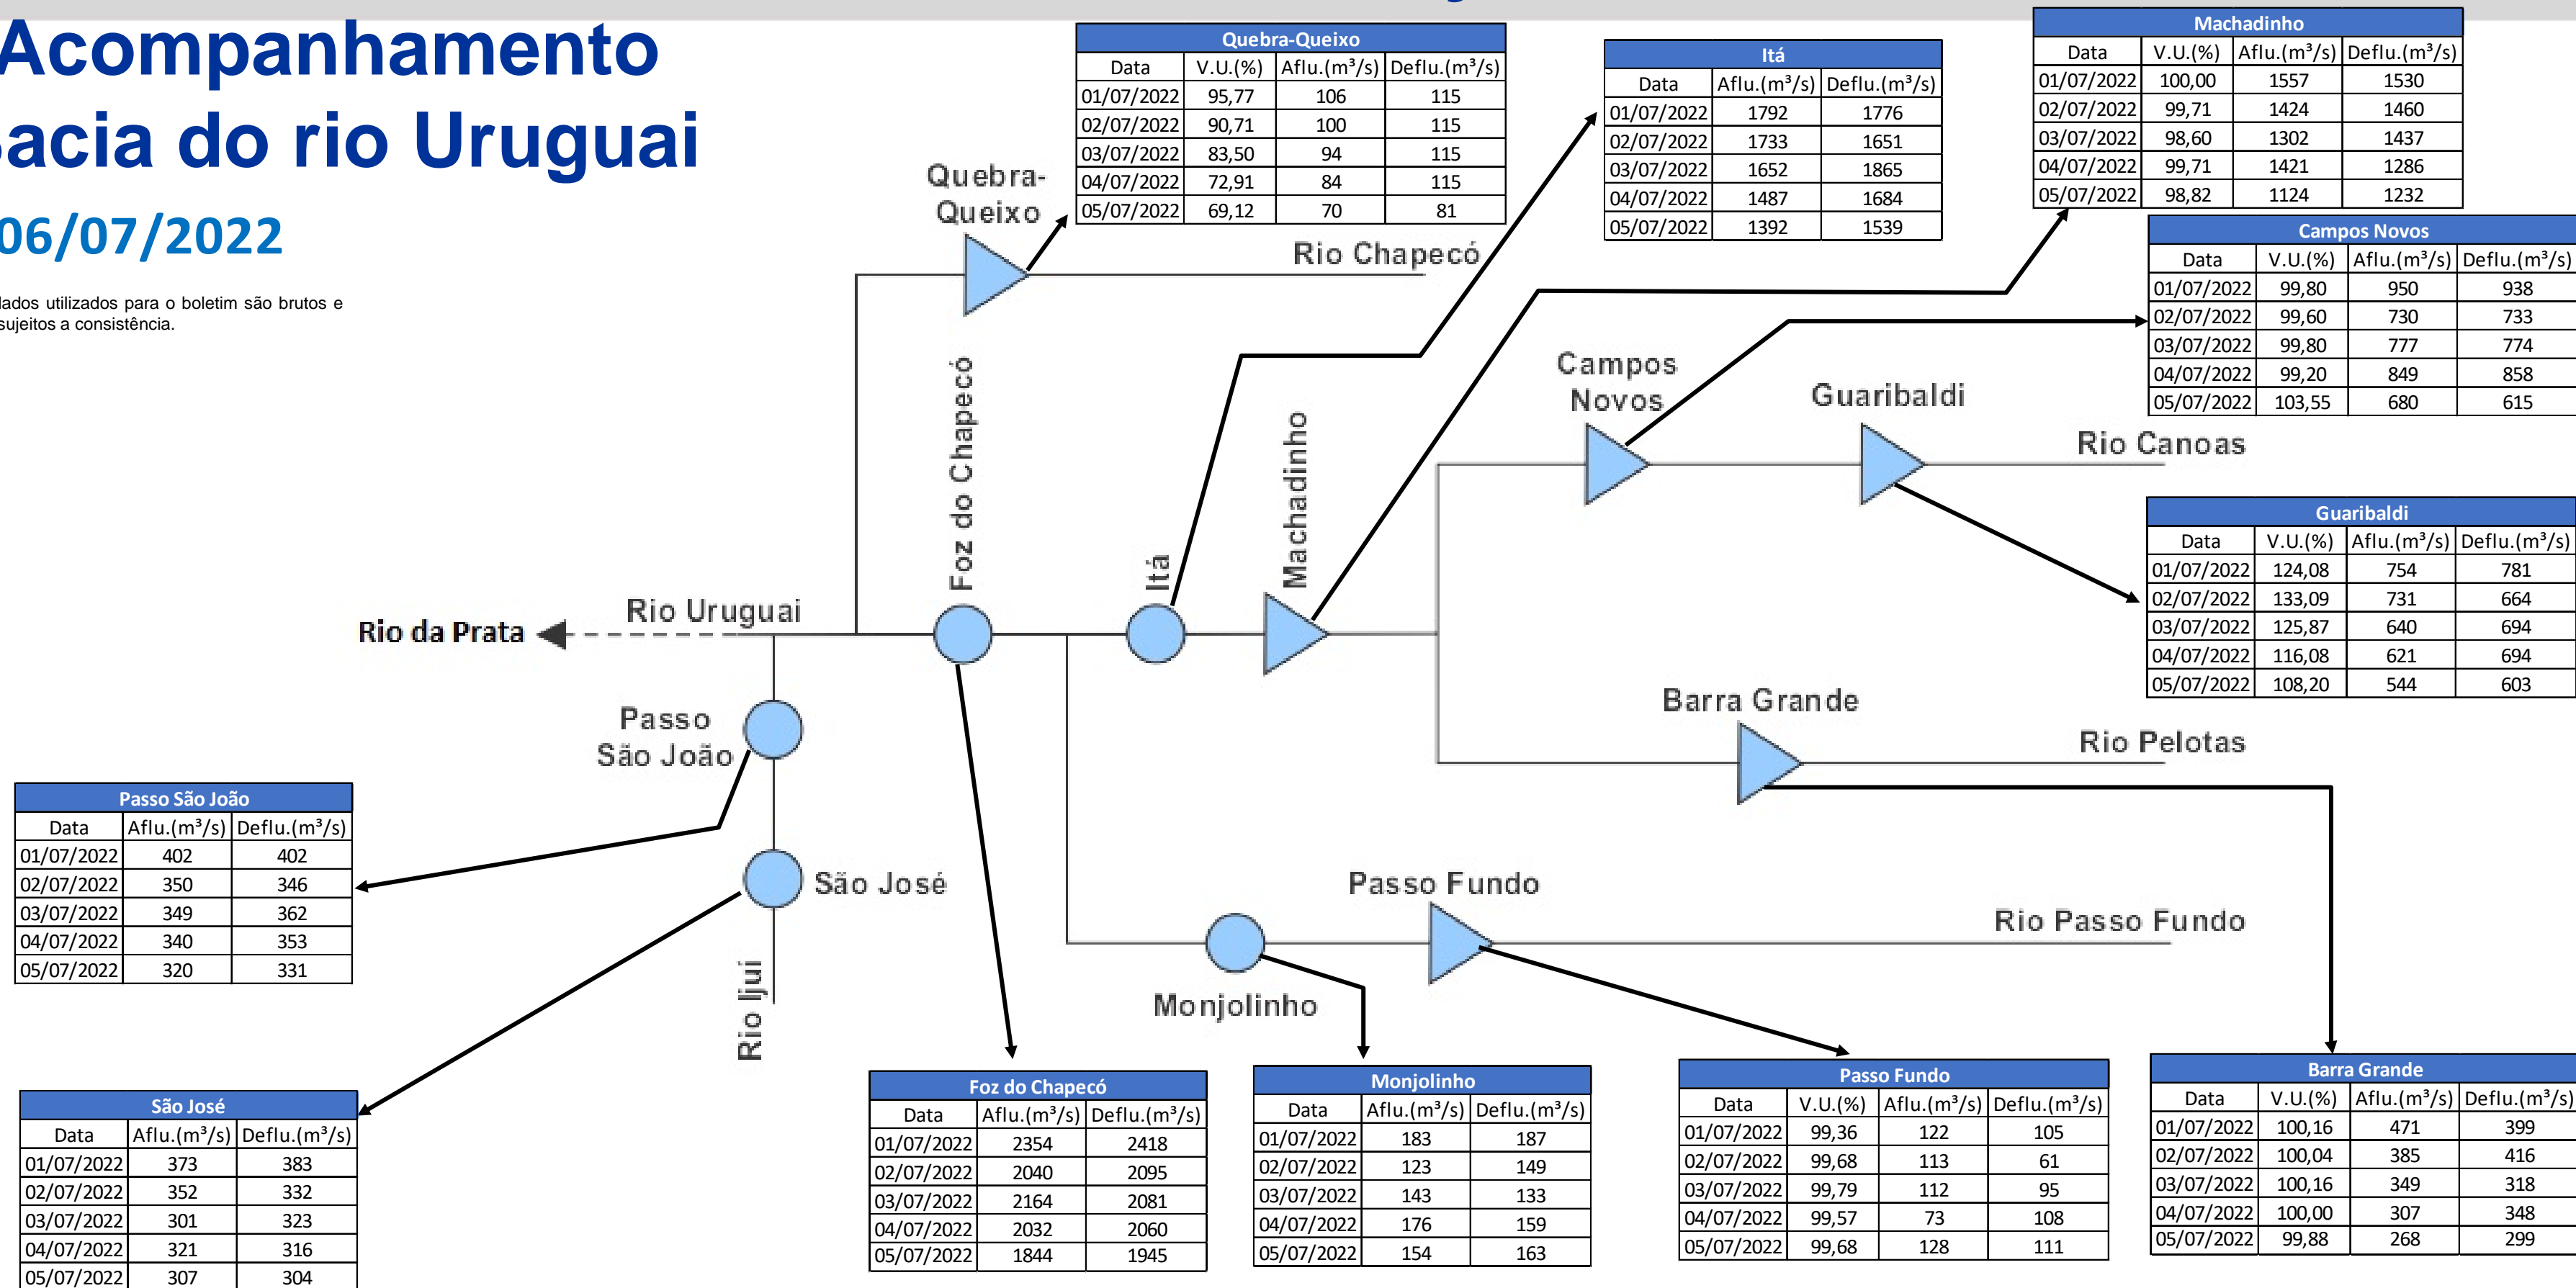 Acompanhamento
Bacia do rio Uruguai
06/07/2022
dados utilizados para o boletim são brutos e
sujeitos a consistência.
Quebra-Queixo
Data V.U.(%) Aflu.(m³/s) Deflu.(m³/s)
01/07/2022 95,77 106 115
02/07/2022 90,71 100 115
03/07/2022 83,50 94 115
04/07/2022 72,91 84 115
05/07/2022 69,12 70 81
Itá
Data Aflu.(m³/s) Deflu.(m³/s)
01/07/2022 1792 1776
02/07/2022 1733 1651
03/07/2022 1652 1865
04/07/2022 1487 1684
05/07/2022 1392 1539
Machadinho
Data V.U.(%) Aflu.(m³/s) Deflu.(m³/s)
01/07/2022 100,00 1557 1530
02/07/2022 99,71 1424 1460
03/07/2022 98,60 1302 1437
04/07/2022 99,71 1421 1286
05/07/2022 98,82 1124 1232
Campos Novos
Data V.U.(%) Aflu.(m³/s) Deflu.(m³/s)
01/07/2022 99,80 950 938
02/07/2022 99,60 730 733
03/07/2022 99,80 777 774
04/07/2022 99,20 849 858
05/07/2022 103,55 680 615
Quebra-
Queixo
Rio Chapecó
Foz do Chapecó
Itá
Machadinho
Campos
Novos
Guaribaldi
Rio Canoas
Guaribaldi
Data V.U.(%) Aflu.(m³/s) Deflu.(m³/s)
01/07/2022 124,08 754 781
02/07/2022 133,09 731 664
03/07/2022 125,87 640 694
04/07/2022 116,08 621 694
05/07/2022 108,20 544 603
Rio da Prata
Rio Uruguai
Barra Grande
Rio Pelotas
Passo
São João
São José
Rio Ijuí
Passo Fundo
Rio Passo Fundo
Monjolinho
Passo São João
Data Aflu.(m³/s) Deflu.(m³/s)
01/07/2022 402 402
02/07/2022 350 346
03/07/2022 349 362
04/07/2022 340 353
05/07/2022 320 331
São José
Data Aflu.(m³/s) Deflu.(m³/s)
01/07/2022 373 383
02/07/2022 352 332
03/07/2022 301 323
04/07/2022 321 316
05/07/2022 307 304
Foz do Chapecó
Data Aflu.(m³/s) Deflu.(m³/s)
01/07/2022 2354 2418
02/07/2022 2040 2095
03/07/2022 2164 2081
04/07/2022 2032 2060
05/07/2022 1844 1945
Monjolinho
Data Aflu.(m³/s) Deflu.(m³/s)
01/07/2022 183 187
02/07/2022 123 149
03/07/2022 143 133
04/07/2022 176 159
05/07/2022 154 163
Passo Fundo
Data V.U.(%) Aflu.(m³/s) Deflu.(m³/s)
01/07/2022 99,36 122 105
02/07/2022 99,68 113 61
03/07/2022 99,79 112 95
04/07/2022 99,57 73 108
05/07/2022 99,68 128 111
Barra Grande
Data V.U.(%) Aflu.(m³/s) Deflu.(m³/s)
01/07/2022 100,16 471 399
02/07/2022 100,04 385 416
03/07/2022 100,16 349 318
04/07/2022 100,00 307 348
05/07/2022 99,88 268 299